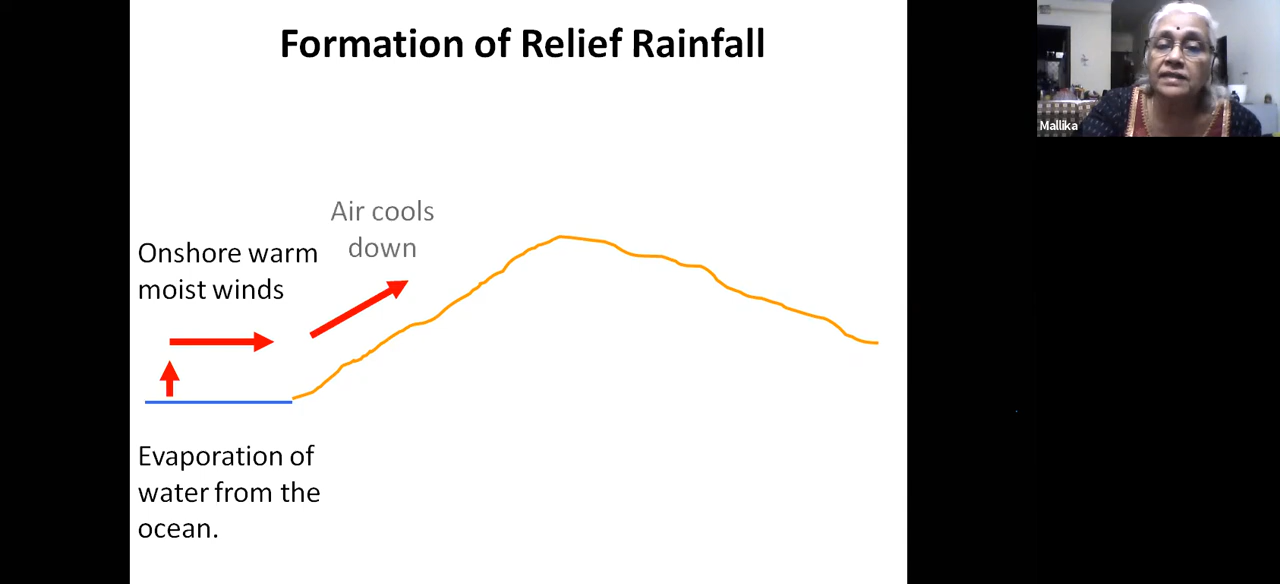 Formation of Relief Rainfall
Air cools
down
Onshore warm
moist winds
Evaporation of
water from the
ocean.
Mallika